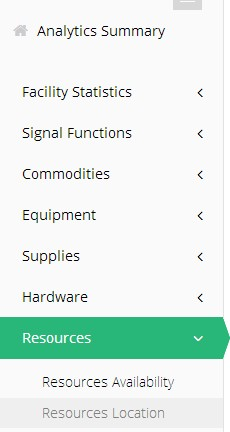 Analytics Summary
Facility Statistics
Signal Functions
Commodities
Equipment
Supplies
Hardware
Resources
Resources Availability
Resources Location